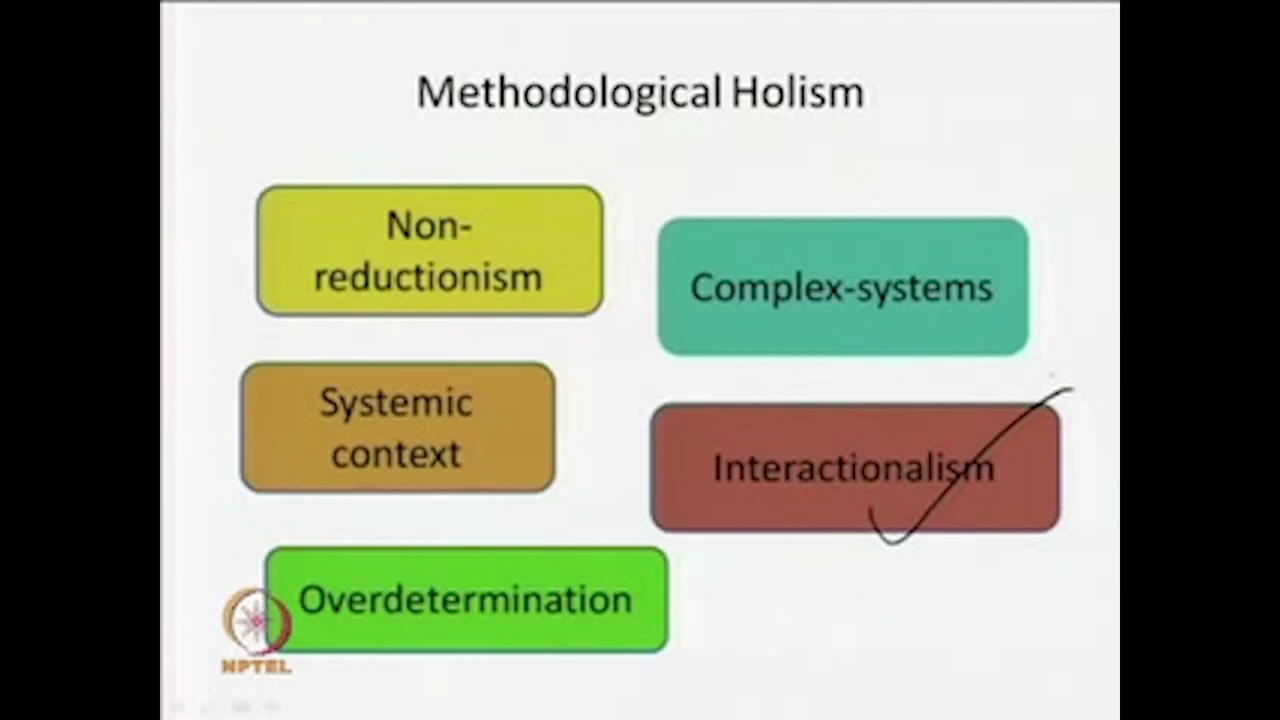 Methodological Holism
Non-
reductionism
Complex-systems
Systemic
context
Interactionalism
Overdetermination
NPTEL